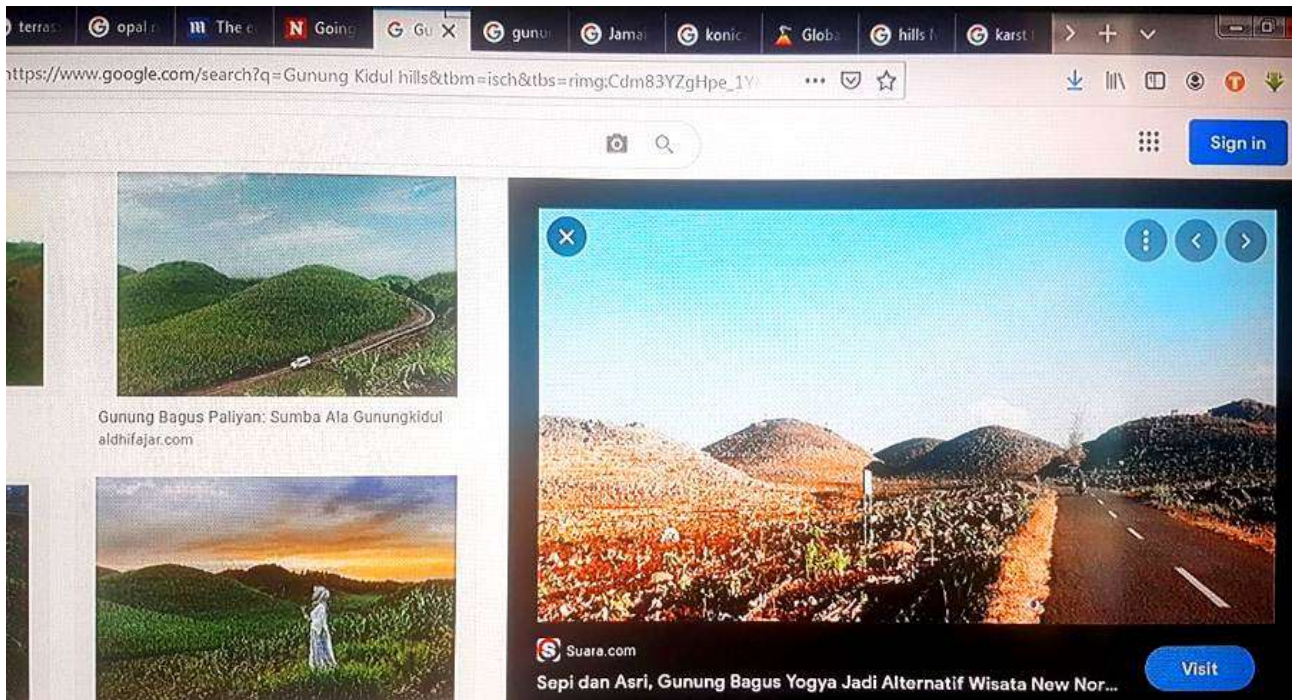 terras
opal r
The c
Going
Gu
gunu
Jama
konic
Globa
hills
karst
https://www.google.com/search?q=Gunung Kidul hills&tbm=isch&tbs=rimg:Cdm83YZgHpe_1Y
Sign in
Gunung Bagus Paliyan: Sumba Ala Gunungkidul
aldhifajar.com
Suara.com
Sepi dan Asri, Gunung Bagus Yogya Jadi Alternatif Wisata New Nor...
Visit